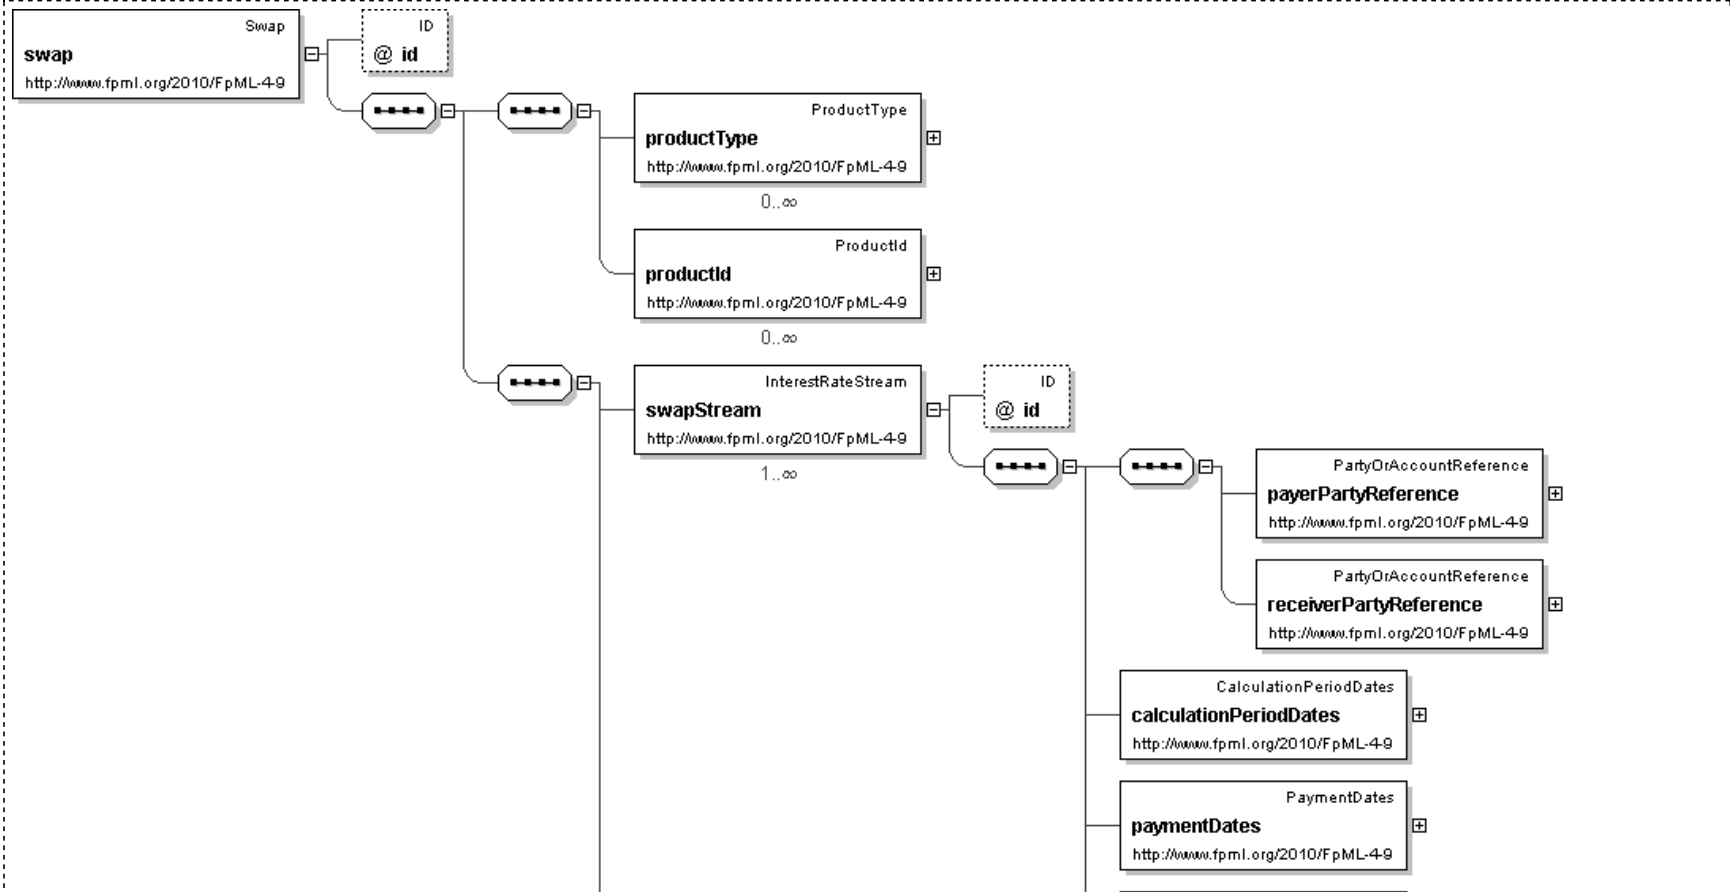 Swap
swap
http://www.fpml.org/2010/FpML-4-9
ID
@ id
ProductType
productType
http://www.fpml.org/2010/FpML-4-9
0..∞
ProductId
productId
http://www.fpml.org/2010/FpML-4-9
0..∞
InterestRateStream
swapStream
http://www.fpml.org/2010/FpML-4-9
1..∞
ID
@ id
PartyOrAccountReference
payerPartyReference
http://www.fpml.org/2010/FpML-4-9
PartyOrAccountReference
receiverPartyReference
http://www.fpml.org/2010/FpML-4-9
CalculationPeriodDates
calculationPeriodDates
http://www.fpml.org/2010/FpML-4-9
PaymentDates
paymentDates
http://www.fpml.org/2010/FpML-4-9